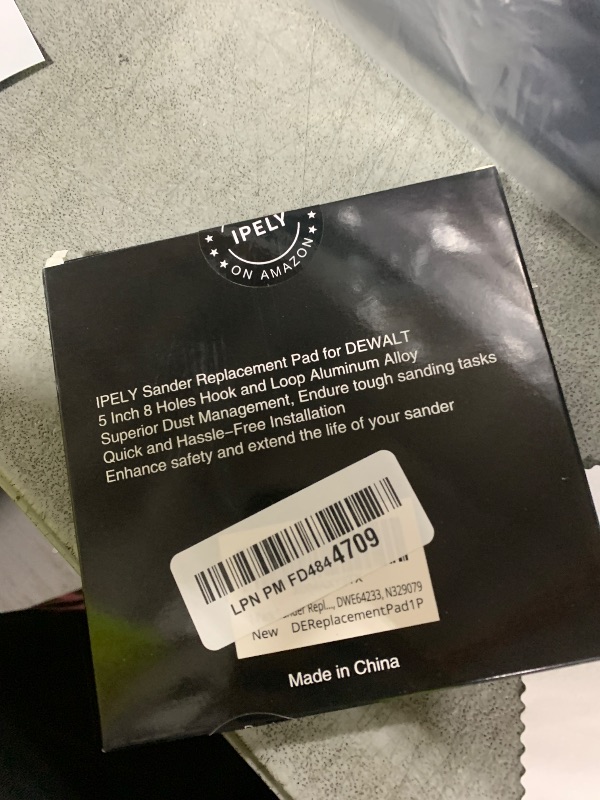 IPELY
ON AMAZON
IPELY Sander Replacement Pad for DEWALT
5 Inch 8 Holes Hook and Loop Aluminum Alloy
Superior Dust Management, Endure tough sanding tasks
Quick and Hassle-Free Installation
Enhance safety and extend the life of your sander
LPN PM FD4844709
Repl..., DWE64233, N329079
New DEReplacementPad1P
Made in China